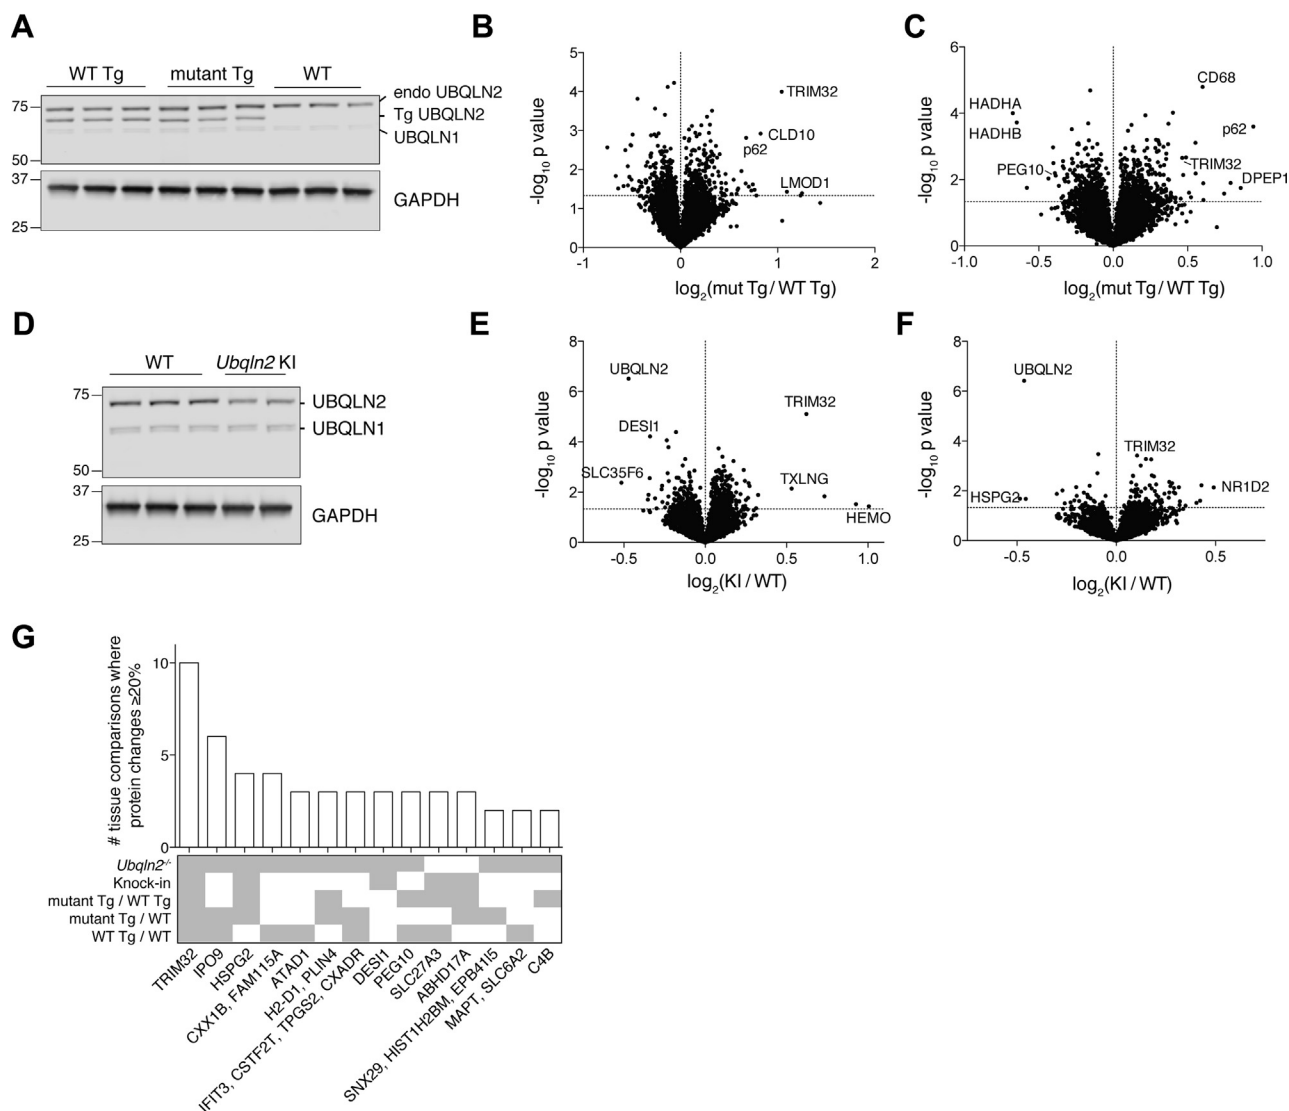 A
WT Tg
mutant Tg
WT
75
50
37
25
endo UBQLN2
Tg UBQLN2
UBQLN1
GAPDH
B
5
4
3
2
1
0
-1
0
1
2
-log10 p value
log2(mut Tg / WT Tg)
TRIM32
CLD10
p62
LMOD1
C
6
4
2
0
-1.0
-0.5
0.0
0.5
1.0
-log10 p value
log2(mut Tg / WT Tg)
CD68
HADHA
HADHB
p62
PEG10
TRIM32
DPEP1
D
WT
Ubqln2 KI
75
50
37
25
UBQLN2
UBQLN1
GAPDH
E
8
6
4
2
0
-0.5
0.0
0.5
1.0
-log10 p value
log2(KI / WT)
UBQLN2
TRIM32
DESI1
SLC35F6
TXLNG
HEMO
F
8
6
4
2
0
-0.5
0.0
0.5
-log10 p value
log2(KI / WT)
UBQLN2
TRIM32
HSPG2
NR1D2
G
# tissue comparisons where
protein changes ≥20%
10
5
0
Ubqln2-/-
Knock-in
mutant Tg / WT Tg
mutant Tg / WT
WT Tg / WT
TRIM32
IPO9
HSPG2
CXX1B, FAM115A
ATAD1
H2-D1, PLIN4
IFIT3, CSTF2T, TPGS2, CXADR
DESI1
PEG10
SLC27A3
ABHD17A
SNX29, HIST1H2BM, EPB41l5
MAPT, SLC6A2
C4B